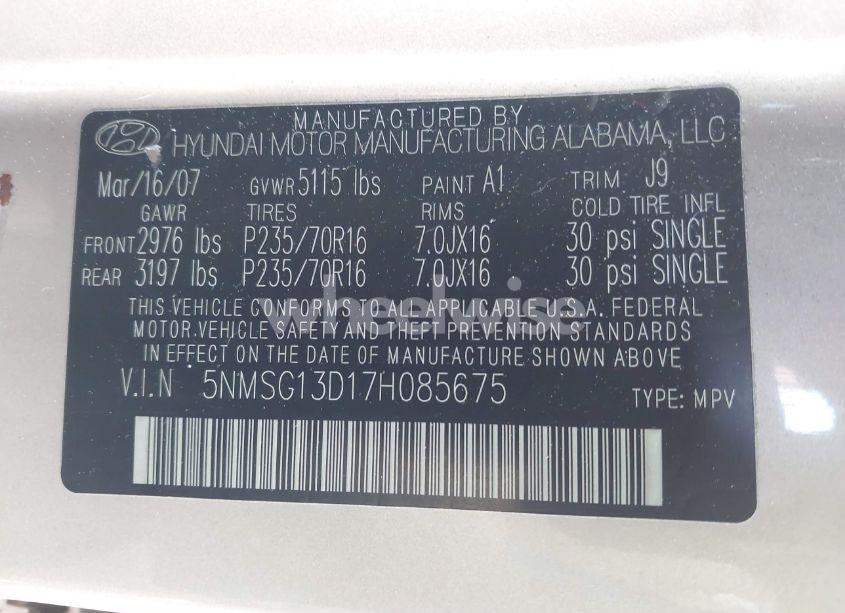 MANUFACTURED BY
HYUNDAI MOTOR MANUFACTURING ALABAMA, LLC
Mar/16/07 GVWR 5115 lbs PAINT A1 TRIM J9
GAWR TIRES RIMS COLD TIRE INFL
FRONT 2976 lbs P235/70R16 7.0JX16 30 psi SINGLE
REAR 3197 lbs P235/70R16 7.0JX16 30 psi SINGLE
THIS VEHICLE CONFORMS TO ALL APPLICABLE U.S.A. FEDERAL
MOTOR VEHICLE SAFETY AND THEFT PREVENTION STANDARDS
IN EFFECT ON THE DATE OF MANUFACTURE SHOWN ABOVE
V.I.N 5NMSG13D17H085675 TYPE: MPV
wheelwise